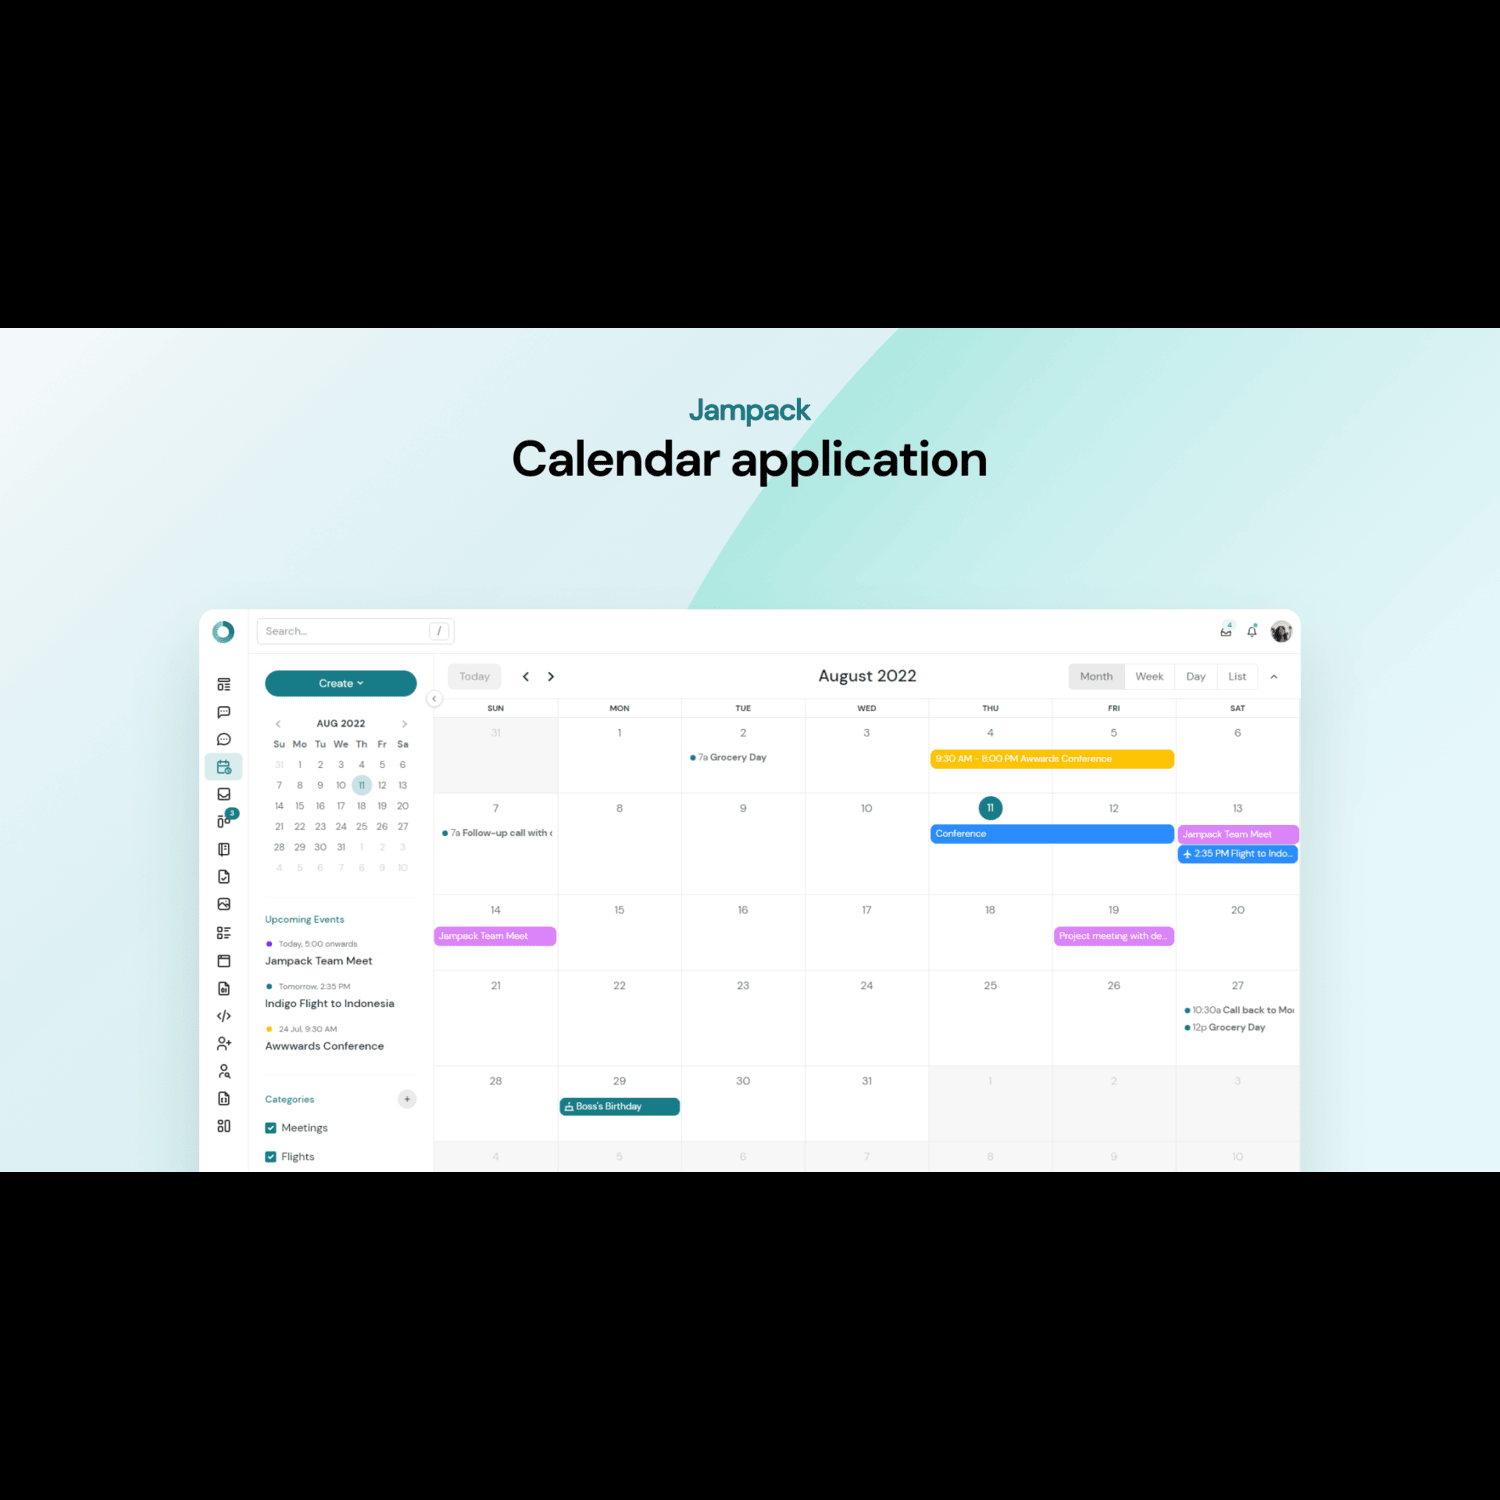 Jampack
Calendar application
Search...
/
4
Create
AUG 2022
Su Mo Tu We Th Fr Sa
31 1 2 3 4 5 6
7 8 9 10 11 12 13
14 15 16 17 18 19 20
21 22 23 24 25 26 27
28 29 30 31 1 2 3
4 5 6 7 8 9 10
3
Upcoming Events
Today, 5:00 onwards
Jampack Team Meet
Tomorrow, 2:35 PM
Indigo Flight to Indonesia
24 Jul, 9:30 AM
Awwwards Conference
Categories
+
Meetings
Flights
Today
August 2022
Month Week Day List
SUN MON TUE WED THU FRI SAT
31 1 2 3 4 5 6
7a Grocery Day
9:30 AM - 8:00 PM Awwards Conference
7 8 9 10 11 12 13
7a Follow-up call with
Conference
Jampack Team Meet
2:35 PM Flight to Indo...
14 15 16 17 18 19 20
Jampack Team Meet
Project meeting with de...
21 22 23 24 25 26 27
10:30a Call back to
12p Grocery Day
28 29 30 31 1 2 3
Boss's Birthday
4 5 6 7 8 9 10